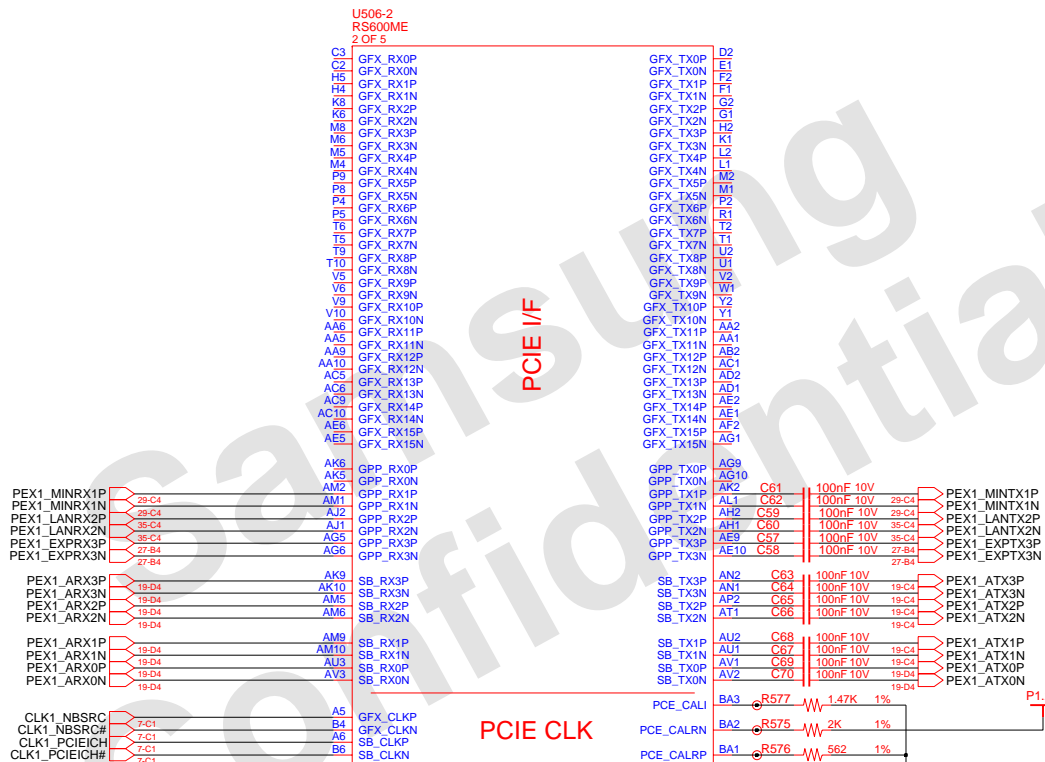 U506-2
RS600ME
2 OF 5
C3 GFX_RX0P GFX_TX0P D2
C2 GFX_RX0N GFX_TX0N E1
H5 GFX_RX1P GFX_TX1P F2
H4 GFX_RX1N GFX_TX1N F1
K8 GFX_RX2P GFX_TX2P G2
K6 GFX_RX2N GFX_TX2N G1
M8 GFX_RX3P GFX_TX3P H2
M6 GFX_RX3N GFX_TX3N K1
M5 GFX_RX4P GFX_TX4P L2
M4 GFX_RX4N GFX_TX4N L1
P9 GFX_RX5P GFX_TX5P M2
P8 GFX_RX5N GFX_TX5N M1
P4 GFX_RX6P GFX_TX6P P2
P5 GFX_RX6N GFX_TX6N R1
T6 GFX_RX7P GFX_TX7P T2
T5 GFX_RX7N GFX_TX7N T1
T9 GFX_RX8P GFX_TX8P U2
T10 GFX_RX8N GFX_TX8N U1
V5 GFX_RX9P GFX_TX9P V2
V6 GFX_RX9N GFX_TX9N W1
V9 GFX_RX10P GFX_TX10P Y2
V10 GFX_RX10N GFX_TX10N Y1
AA6 GFX_RX11P GFX_TX11P AA2
AA5 GFX_RX11N GFX_TX11N AA1
AA9 GFX_RX12P GFX_TX12P AB2
AA10 GFX_RX12N GFX_TX12N AC1
AC5 GFX_RX13P GFX_TX13P AD2
AC6 GFX_RX13N GFX_TX13N AD1
AC9 GFX_RX14P GFX_TX14P AE2
AC10 GFX_RX14N GFX_TX14N AE1
AE6 GFX_RX15P GFX_TX15P AF2
AE5 GFX_RX15N GFX_TX15N AG1
PCIE I/F
AK6 GPP_RX0P GPP_TX0P AG9
AK5 GPP_RX0N GPP_TX0N AG10
PEX1_MINRX1P 29-C4 AM2 GPP_RX1P GPP_TX1P AK2 C61 100nF 10V 29-C4 PEX1_MINTX1P
PEX1_MINRX1N 29-C4 AM1 GPP_RX1N GPP_TX1N AL1 C62 100nF 10V 29-C4 PEX1_MINTX1N
PEX1_LANRX2P 35-C4 AJ2 GPP_RX2P GPP_TX2P AH2 C59 100nF 10V 35-C4 PEX1_LANTX2P
PEX1_LANRX2N 35-C4 AJ1 GPP_RX2N GPP_TX2N AH1 C60 100nF 10V 35-C4 PEX1_LANTX2N
PEX1_EXPRX3P 27-B4 AG5 GPP_RX3P GPP_TX3P AE9 C57 100nF 10V 27-B4 PEX1_EXPTX3P
PEX1_EXPRX3N 27-B4 AG6 GPP_RX3N GPP_TX3N AE10 C58 100nF 10V 27-B4 PEX1_EXPTX3N
PEX1_ARX3P 19-D4 AK9 SB_RX3P SB_TX3P AN2 C63 100nF 10V 19-C4 PEX1_ATX3P
PEX1_ARX3N 19-D4 AK10 SB_RX3N SB_TX3N AN1 C64 100nF 10V 19-C4 PEX1_ATX3N
PEX1_ARX2P 19-D4 AM5 SB_RX2P SB_TX2P AP2 C65 100nF 10V 19-C4 PEX1_ATX2P
PEX1_ARX2N 19-D4 AM6 SB_RX2N SB_TX2N AT1 C66 100nF 10V 19-C4 PEX1_ATX2N
PEX1_ARX1P 19-D4 AM9 SB_RX1P SB_TX1P AU2 C68 100nF 10V 19-C4 PEX1_ATX1P
PEX1_ARX1N 19-D4 AM10 SB_RX1N SB_TX1N AU1 C67 100nF 10V 19-C4 PEX1_ATX1N
PEX1_ARX0P 19-D4 AU3 SB_RX0P SB_TX0P AV1 C69 100nF 10V 19-D4 PEX1_ATX0P
PEX1_ARX0N 19-D4 AV3 SB_RX0N SB_TX0N AV2 C70 100nF 10V 19-D4 PEX1_ATX0N
PCE_CALI BA3 R577 1.47K 1% P1.
CLK1_NBSRC 7-C1 A5 GFX_CLKP
CLK1_NBSRC# 7-C1 B4 GFX_CLKN PCIE CLK PCE_CALRN BA2 R575 2K 1%
CLK1_PCIEICH 7-C1 A6 SB_CLKP
CLK1_PCIEICH# 7-C1 B6 SB_CLKN PCE_CALRP BA1 R576 562 1%
Samsung
Confidential